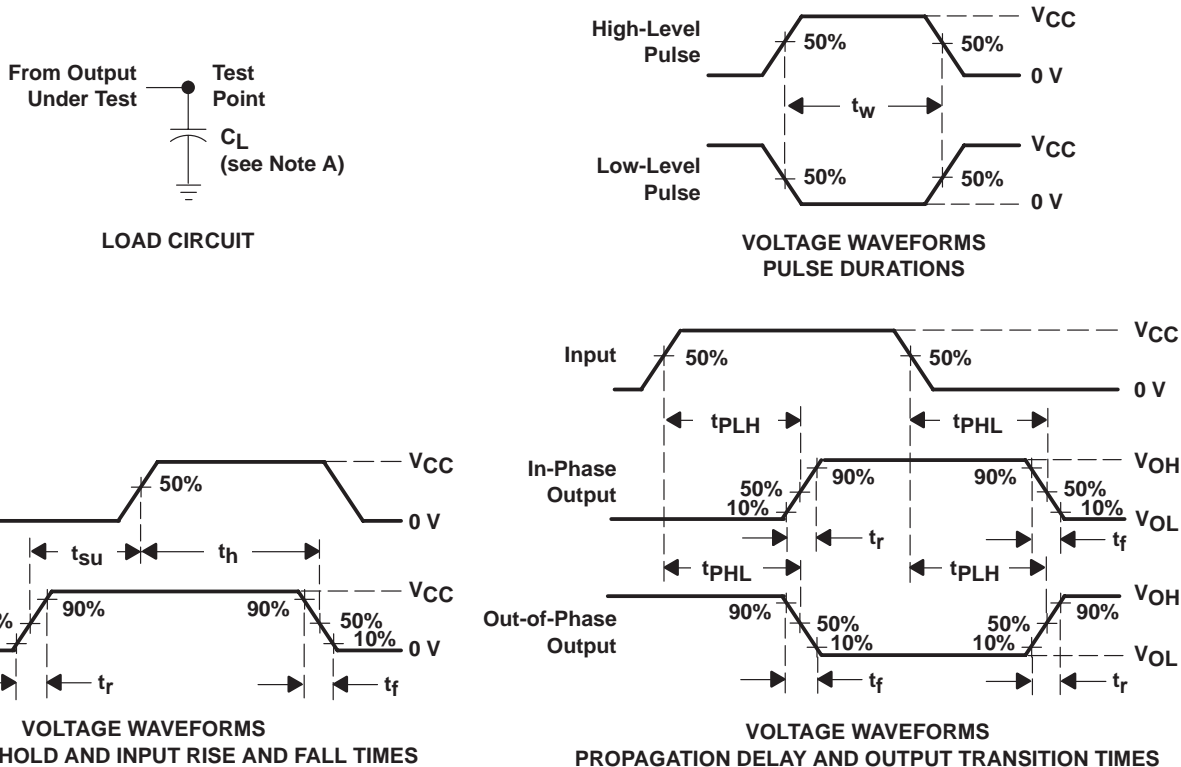 From Output
Under Test
Test
Point
CL
(see Note A)
LOAD CIRCUIT
High-Level
Pulse
50%
50%
VCC
0 V
tw
Low-Level
Pulse
50%
50%
VCC
0 V
VOLTAGE WAVEFORMS
PULSE DURATIONS
50%
VCC
0 V
tsu
th
90%
90%
50%
10%
VCC
0 V
tr
tf
VOLTAGE WAVEFORMS
HOLD AND INPUT RISE AND FALL TIMES
Input
50%
50%
VCC
0 V
tPLH
tPHL
In-Phase
Output
50%
10%
90%
90%
50%
10%
VOH
VOL
tr
tf
tPHL
tPLH
Out-of-Phase
Output
90%
50%
10%
50%
10%
90%
VOH
VOL
tf
tr
VOLTAGE WAVEFORMS
PROPAGATION DELAY AND OUTPUT TRANSITION TIMES